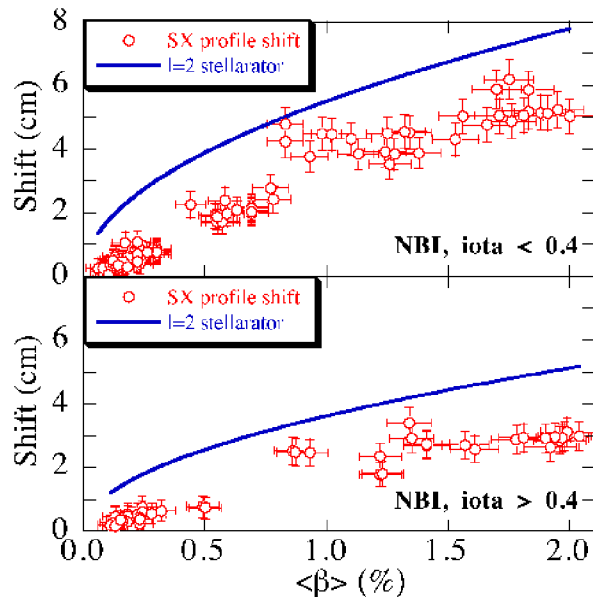 8
6
4
2
0
Shift (cm)
SX profile shift
l=2 stellarator
NBI, iota < 0.4
6
4
2
0
Shift (cm)
SX profile shift
l=2 stellarator
NBI, iota > 0.4
0.0 0.5 1.0 1.5 2.0
<β> (%)